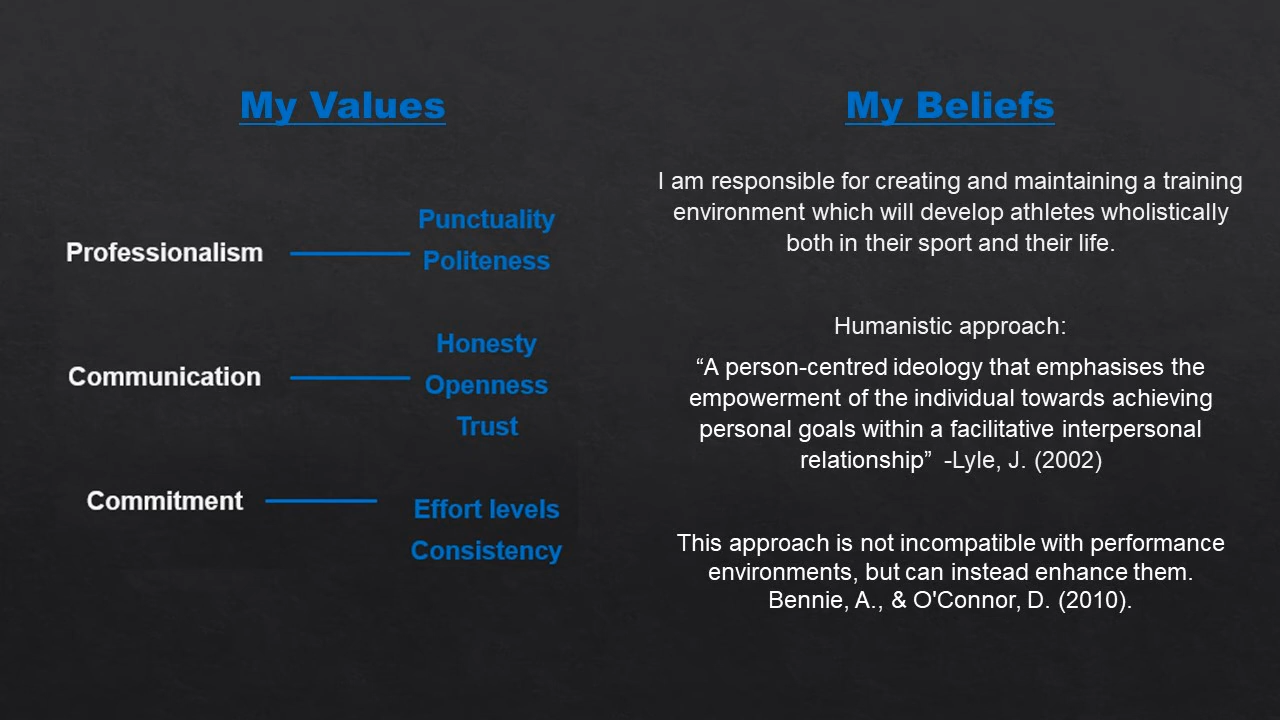 My Values
Professionalism
Punctuality
Politeness
Communication
Honesty
Openness
Trust
Commitment
Effort levels
Consistency
My Beliefs
I am responsible for creating and maintaining a training
environment which will develop athletes wholistically
both in their sport and their life.
Humanistic approach:
“A person-centred ideology that emphasises the
empowerment of the individual towards achieving
personal goals within a facilitative interpersonal
relationship”  -Lyle, J. (2002)
This approach is not incompatible with performance
environments, but can instead enhance them.
Bennie, A., & O'Connor, D. (2010).